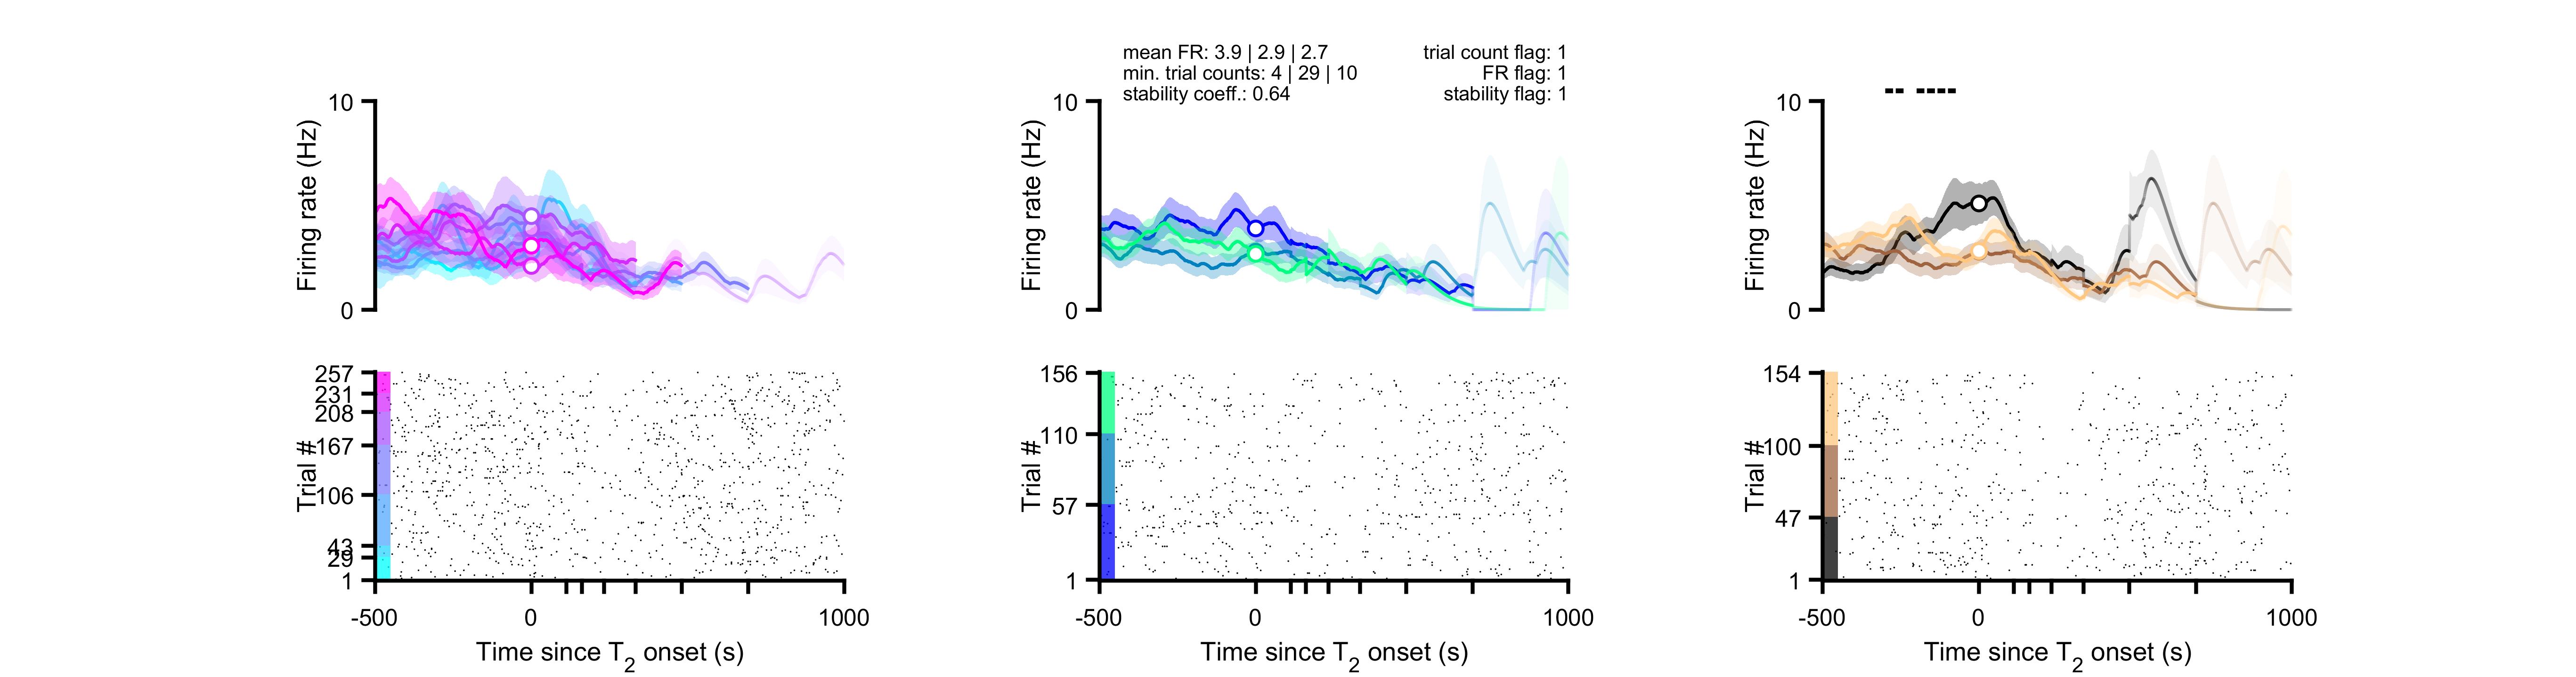 mean FR: 3.9 | 2.9 | 2.7
min. trial counts: 4 | 29 | 10
stability coeff.: 0.64
trial count flag: 1
FR flag: 1
stability flag: 1
10
Firing rate (Hz)
0
10
Firing rate (Hz)
0
10
Firing rate (Hz)
0
257
231
208
167
106
43
29
1
Trial #
-500
0
1000
Time since T2 onset (s)
156
110
57
1
Trial #
-500
0
1000
Time since T2 onset (s)
154
100
47
1
Trial #
-500
0
1000
Time since T2 onset (s)